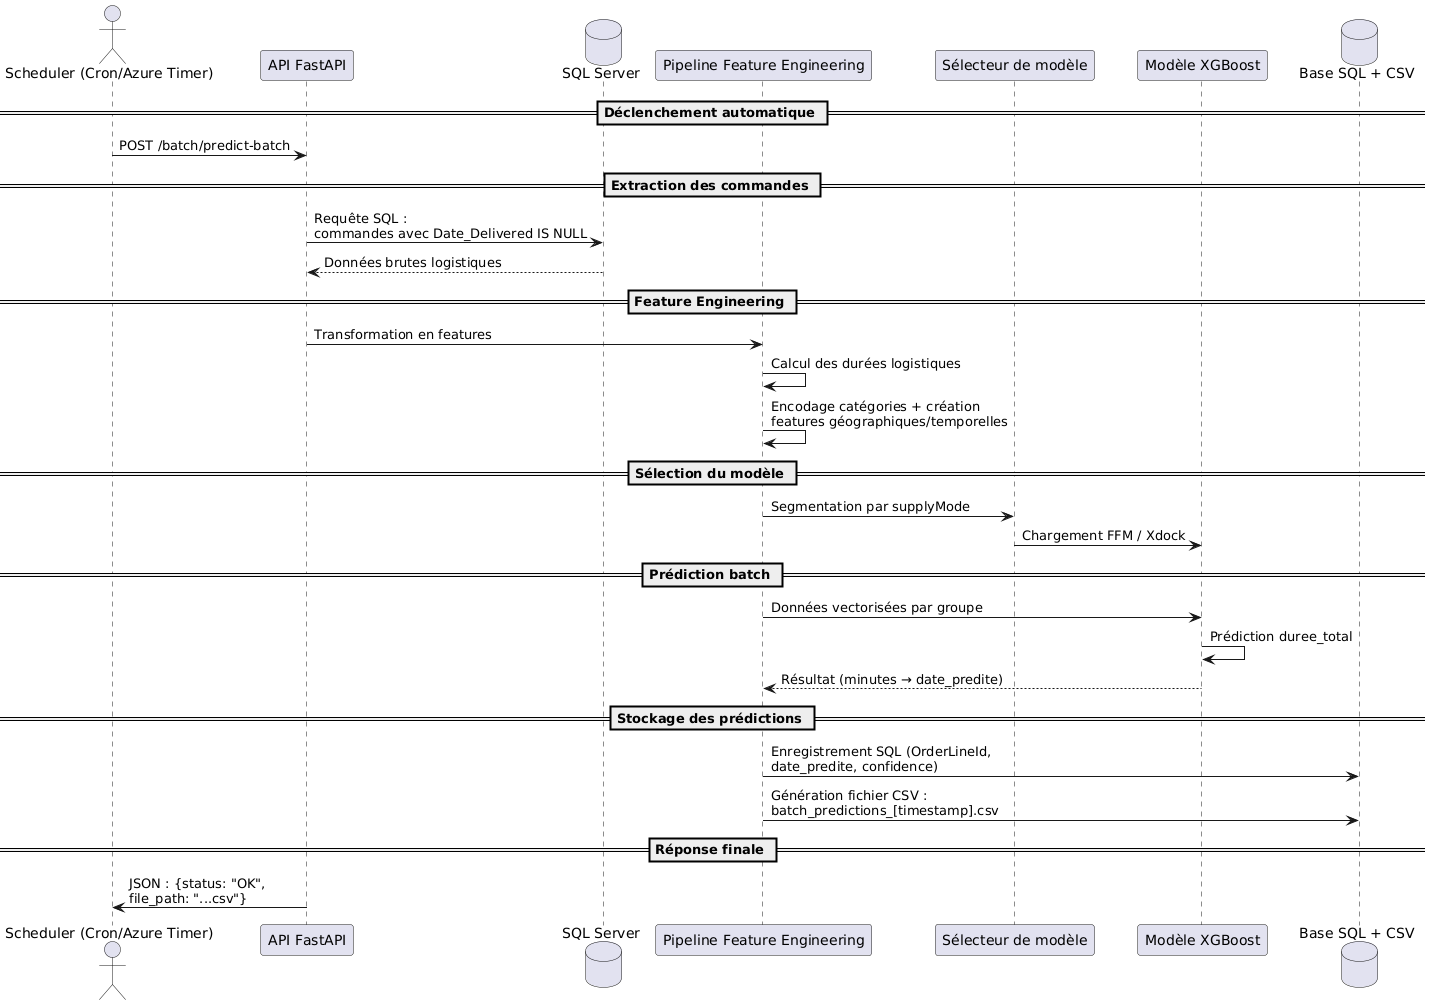 Scheduler (Cron/Azure Timer)
API FastAPI
SQL Server
Pipeline Feature Engineering
Sélecteur de modèle
Modèle XGBoost
Base SQL + CSV
Déclenchement automatique
POST /batch/predict-batch
Extraction des commandes
Requête SQL :
commandes avec Date_Delivered IS NULL
Données brutes logistiques
Feature Engineering
Transformation en features
Calcul des durées logistiques
Encodage catégories + création
features géographiques/temporelles
Sélection du modèle
Segmentation par supplyMode
Chargement FFM / Xdock
Prédiction batch
Données vectorisées par groupe
Prédiction duree_total
Résultat (minutes → date_predite)
Stockage des prédictions
Enregistrement SQL (OrderLineId,
date_predite, confidence)
Génération fichier CSV :
batch_predictions_[timestamp].csv
Réponse finale
JSON : {status: "OK",
file_path: "...csv"}
Scheduler (Cron/Azure Timer)
API FastAPI
SQL Server
Pipeline Feature Engineering
Sélecteur de modèle
Modèle XGBoost
Base SQL + CSV